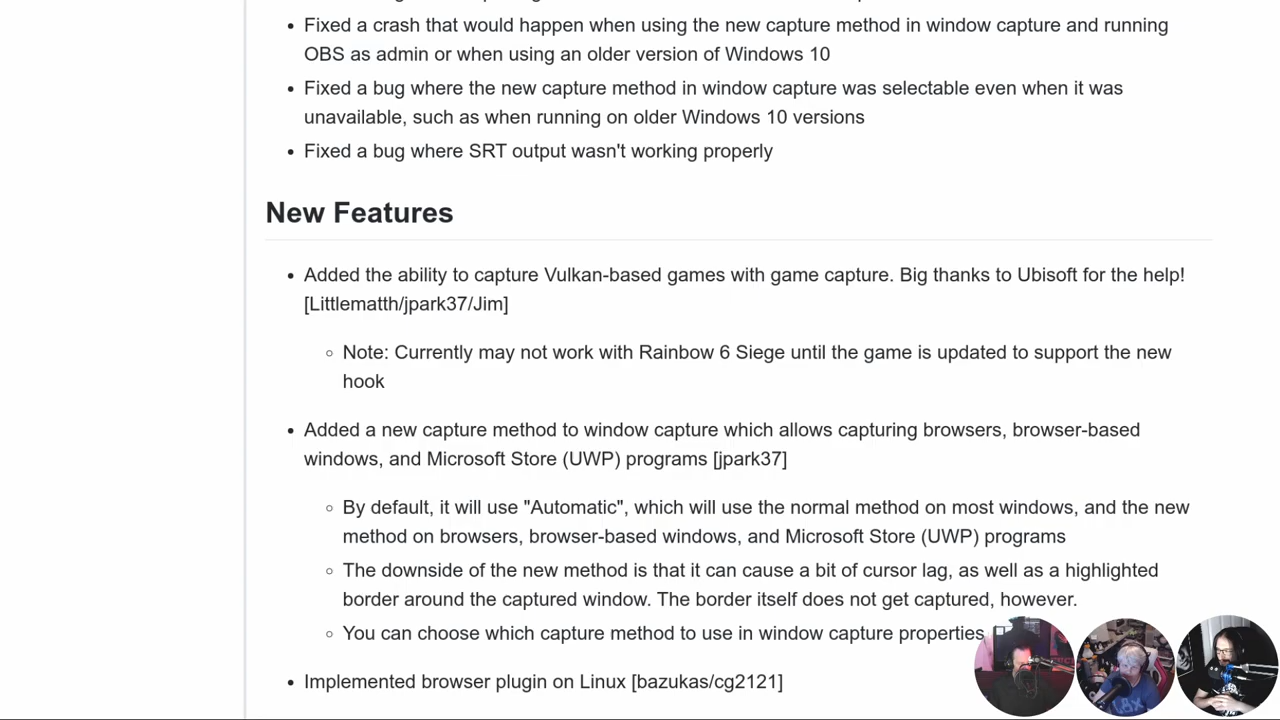 • Fixed a crash that would happen when using the new capture method in window capture and running
OBS as admin or when using an older version of Windows 10
• Fixed a bug where the new capture method in window capture was selectable even when it was
unavailable, such as when running on older Windows 10 versions
• Fixed a bug where SRT output wasn't working properly
New Features
• Added the ability to capture Vulkan-based games with game capture. Big thanks to Ubisoft for the help!
[Littlematth/jpark37/Jim]
◦ Note: Currently may not work with Rainbow 6 Siege until the game is updated to support the new
hook
• Added a new capture method to window capture which allows capturing browsers, browser-based
windows, and Microsoft Store (UWP) programs [jpark37]
◦ By default, it will use "Automatic", which will use the normal method on most windows, and the new
method on browsers, browser-based windows, and Microsoft Store (UWP) programs
◦ The downside of the new method is that it can cause a bit of cursor lag, as well as a highlighted
border around the captured window. The border itself does not get captured, however.
◦ You can choose which capture method to use in window capture properties
• Implemented browser plugin on Linux [bazukas/cg2121]